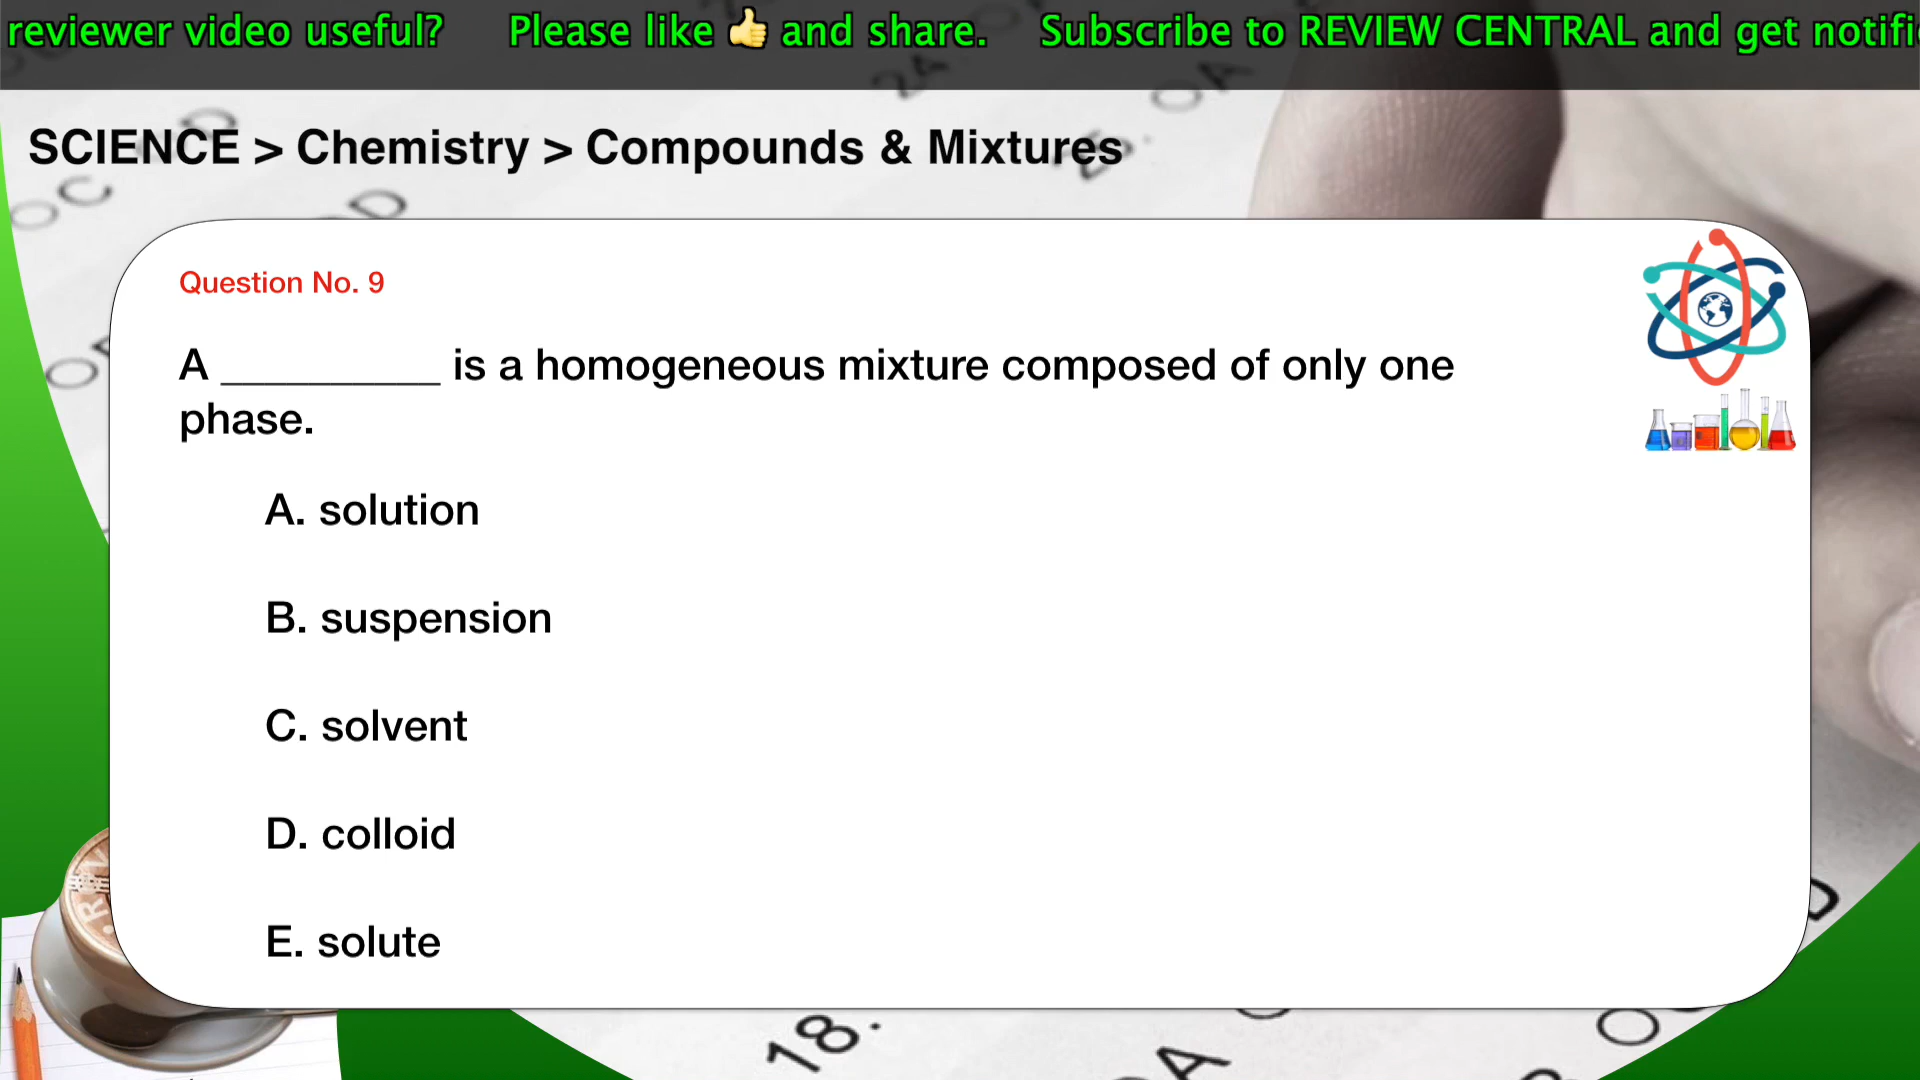 reviewer video useful? Please like 👍 and share. Subscribe to REVIEW CENTRAL and get notifi
SCIENCE > Chemistry > Compounds & Mixtures
Question No. 9
A __________ is a homogeneous mixture composed of only one
phase.
A. solution
B. suspension
C. solvent
D. colloid
E. solute
18.